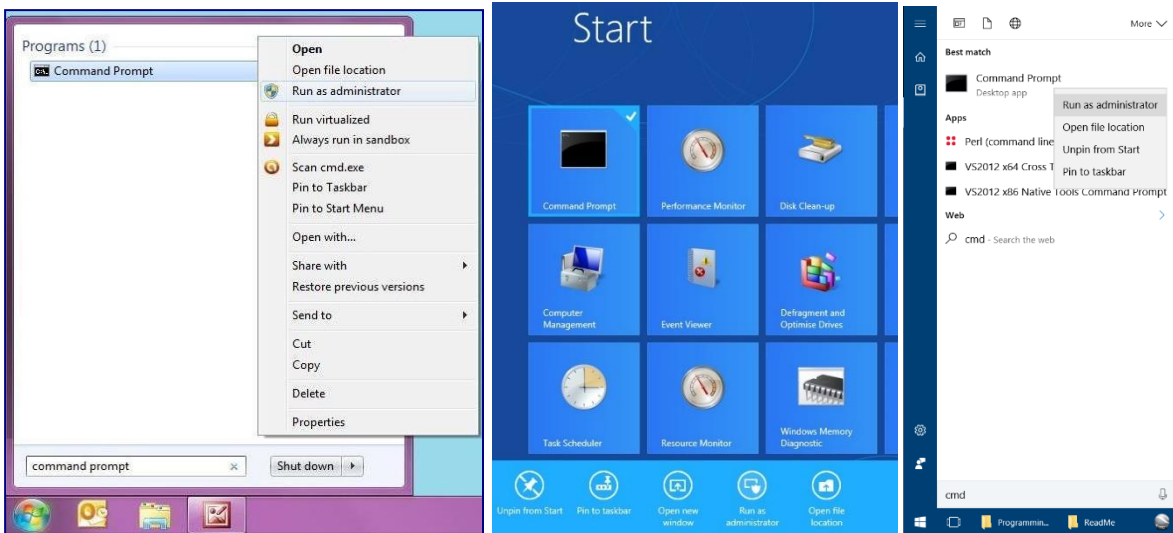 Programs (1)
Command Prompt
Open
Open file location
Run as administrator
Run virtualized
Always run in sandbox
Scan cmd.exe
Pin to Taskbar
Pin to Start Menu
Open with...
Share with
Restore previous versions
Send to
Cut
Copy
Delete
Properties
command prompt
Shut down
Start
Command Prompt
Performance Monitor
Disk Clean-up
Computer
Management
Event Viewer
Defragment and
Optimise Drives
Task Scheduler
Resource Monitor
Windows Memory
Diagnostic
Unpin from Start
Pin to taskbar
Open new
window
Run as
administrator
Open file
location
More
Best match
Command Prompt
Desktop app
Run as administrator
Open file location
Unpin from Start
Pin to taskbar
Apps
Perl (command line
VS2012 x64 Cross T
VS2012 x86 Native Tools Command Prompt
Web
cmd - Search the web
cmd
Programmin...
ReadMe